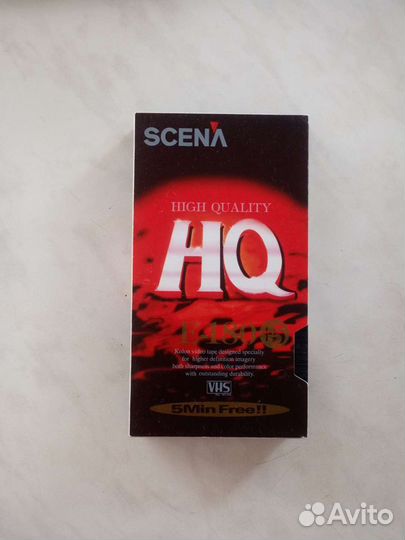 SCENA
HIGH QUALITY
HQ
E-180
Kolon video tape designed specially
for higher definition imagery
both sharpness and color performance
with outstanding durability.
VHS
5Min Free!!
Avito